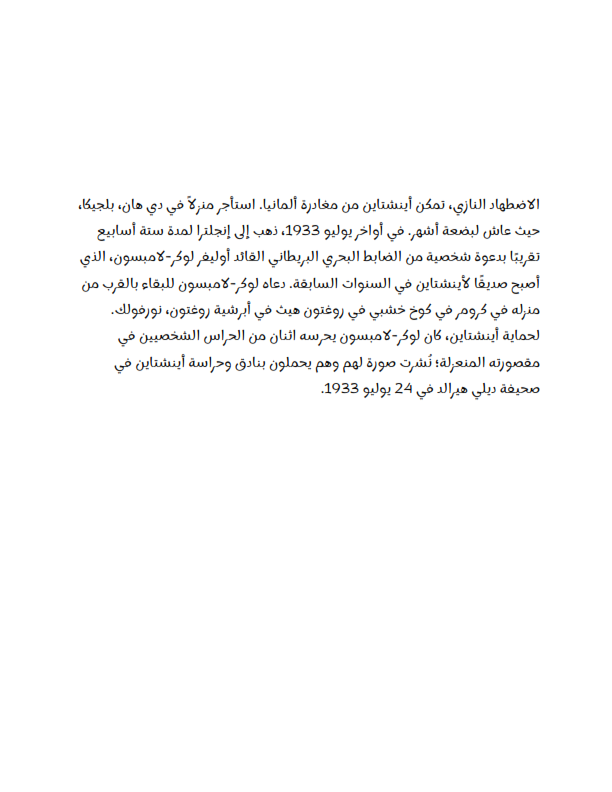 الاضطهاد النازي، تمكن أينشتاين من مغادرة ألمانيا. استأجر منزلاً في دي هان، بلجيكا،
حيث عاش لبضعة أشهر. في أواخر يوليو 1933، ذهب إلى إنجلترا لمدة ستة أسابيع
تقريبًا بدعوة شخصية من الضابط البحري البريطاني القائد أوليفر لوكر-لامبسون، الذي
أصبح صديقًا لأينشتاين في السنوات السابقة. دعاه لوكر-لامبسون للبقاء بالقرب من
منزله في كرومر في كوخ خشبي في روغتون هيث في أبرشية روغتون، نورفولك.
لحماية أينشتاين، كان لوكر-لامبسون يحرسه اثنان من الحراس الشخصيين في
مقصورته المنعزلة؛ نُشرت صورة لهم وهم يحملون بنادق وحراسة أينشتاين في
صحيفة ديلي هيرالد في 24 يوليو 1933.